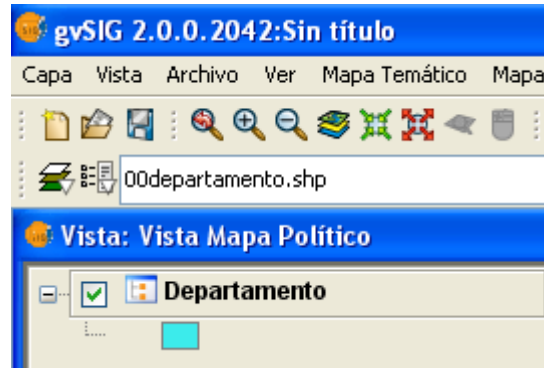 gvSIG 2.0.0.2042:Sin título
Capa Vista Archivo Ver Mapa Temático Mapa
00departamento.shp
Vista: Vista Mapa Político
Departamento